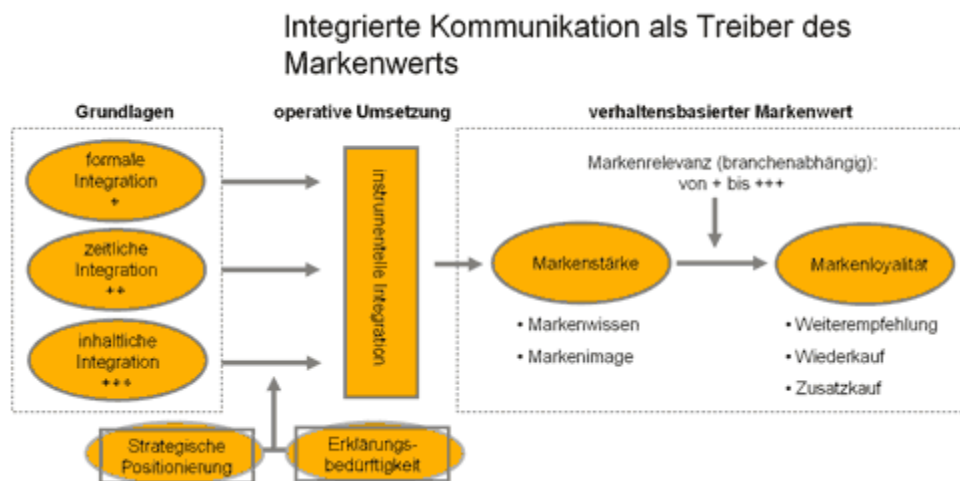 Integrierte Kommunikation als Treiber des
Markenwerts
Grundlagen
operative Umsetzung
verhaltensbasierter Markenwert
formale
Integration
+
zeitliche
Integration
++
inhaltliche
Integration
+++
instrumentelle Integration
Markenrelevanz (branchenabhängig):
von + bis +++
Markenstärke
Markenloyalität
• Markenwissen
• Markenimage
• Weiterempfehlung
• Wiederkauf
• Zusatzkauf
Strategische
Positionierung
Erklärungs-
bedürftigkeit